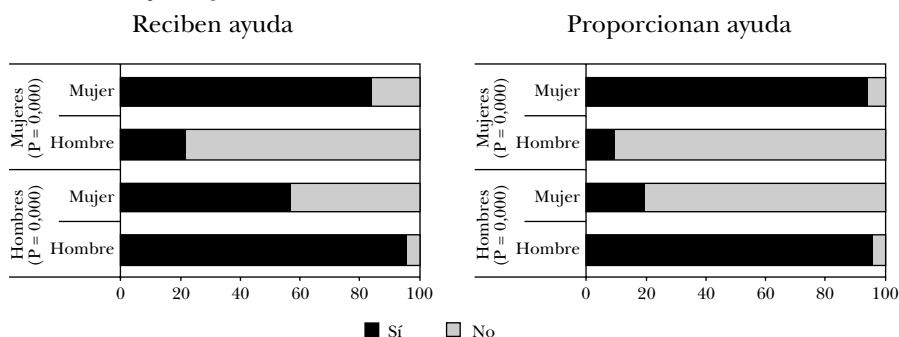 Reciben ayuda
Mujeres
(P = 0,000)
Mujer
Hombre
Hombres
(P = 0,000)
Mujer
Hombre
0 20 40 60 80 100
Proporcionan ayuda
Mujeres
(P = 0,000)
Mujer
Hombre
Hombres
(P = 0,000)
Mujer
Hombre
0 20 40 60 80 100
Sí No